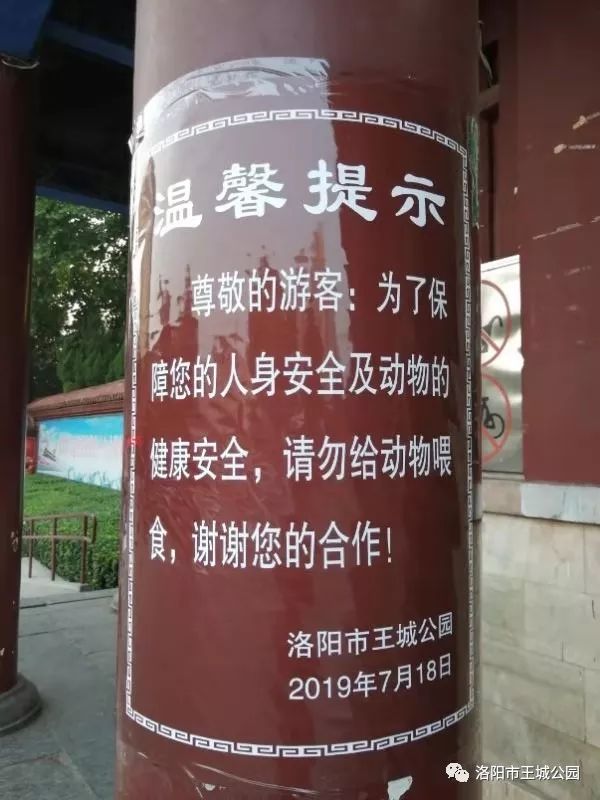 温馨提示
尊敬的游客：为了保
障您的人身安全及动物的
健康安全，请勿给动物喂
食，谢谢您的合作！
洛阳市王城公园
2019年7月18日
洛阳市王城公园